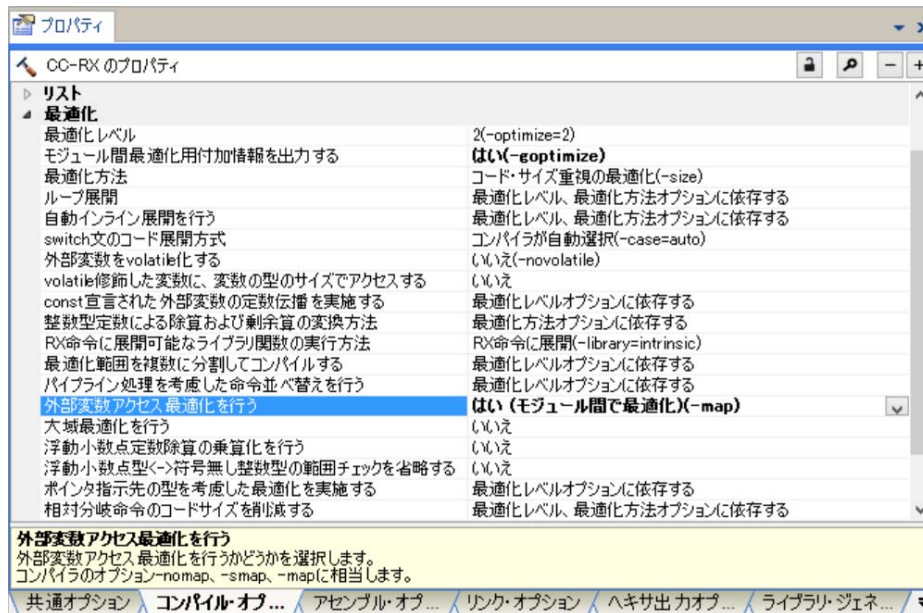 プロパティ
CC-RX のプロパティ
リスト
最適化
最適化レベル 2(-optimize=2)
モジュール間最適化用付加情報を出力する はい(-goptimize)
最適化方法 コード・サイズ重視の最適化(-size)
ループ展開 最適化レベル、最適化方法オプションに依存する
自動インライン展開を行う 最適化レベル、最適化方法オプションに依存する
switch文のコード展開方式 コンパイラが自動選択(-case=auto)
外部変数をvolatile化する いいえ(-novolatile)
volatile修飾した変数に、変数の型のサイズでアクセスする いいえ
const宣言された外部変数の定数伝播を実施する 最適化レベルオプションに依存する
整数型定数による除算および剰余算の変換方法 最適化方法オプションに依存する
RX命令に展開可能なライブラリ関数の実行方法 RX命令に展開(-library=intrinsic)
最適化範囲を複数に分割してコンパイルする 最適化レベルオプションに依存する
パイプライン処理を考慮した命令並べ替えを行う 最適化レベルオプションに依存する
外部変数アクセス最適化を行う はい (モジュール間で最適化)(-map)
大域最適化を行う いいえ
浮動小数点定数除算の乗算化を行う いいえ
浮動小数点型<->符号無し整数型の範囲チェックを省略する いいえ
ポインタ指示先の型を考慮した最適化を実施する 最適化レベルオプションに依存する
相対分岐命令のコードサイズを削減する 最適化レベル、最適化方法オプションに依存する
外部変数アクセス最適化を行う
外部変数アクセス最適化を行うかどうかを選択します。
コンパイラのオプション-nomap、-smap、-mapに相当します。
共通オプション コンパイル・オプ... アセンブル・オプ... リンク・オプション ヘキサ出力オプ... ライブラリ・ジェネ...